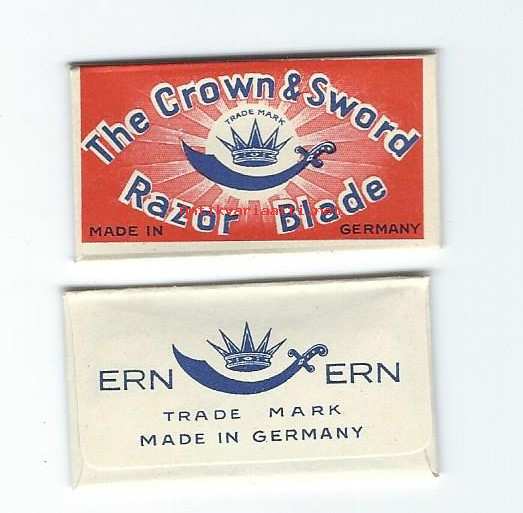 The Crown & Sword
TRADE MARK
Razor Blade
MADE IN GERMANY
ERN ERN
TRADE MARK
MADE IN GERMANY